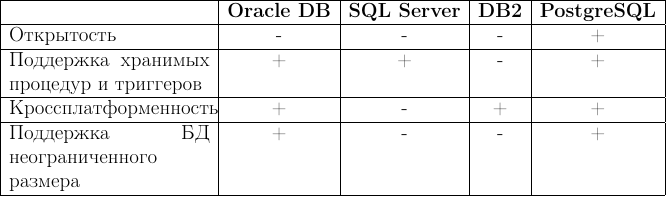 Oracle DB SQL Server DB2 PostgreSQL
Открытость - - - +
Поддержка хранимых + + - +
процедур и триггеров
Кроссплатформенность + - + +
Поддержка БД + - - +
неограниченного
размера